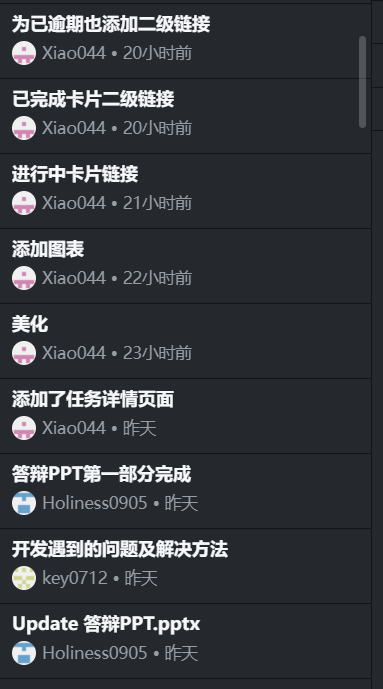 为已逾期也添加二级链接
Xiao044 • 20小时前
已完成卡片二级链接
Xiao044 • 20小时前
进行中卡片链接
Xiao044 • 21小时前
添加图表
Xiao044 • 22小时前
美化
Xiao044 • 23小时前
添加了任务详情页面
Xiao044 • 昨天
答辩PPT第一部分完成
Holiness0905 • 昨天
开发遇到的问题及解决方法
key0712 • 昨天
Update 答辩PPT.pptx
Holiness0905 • 昨天